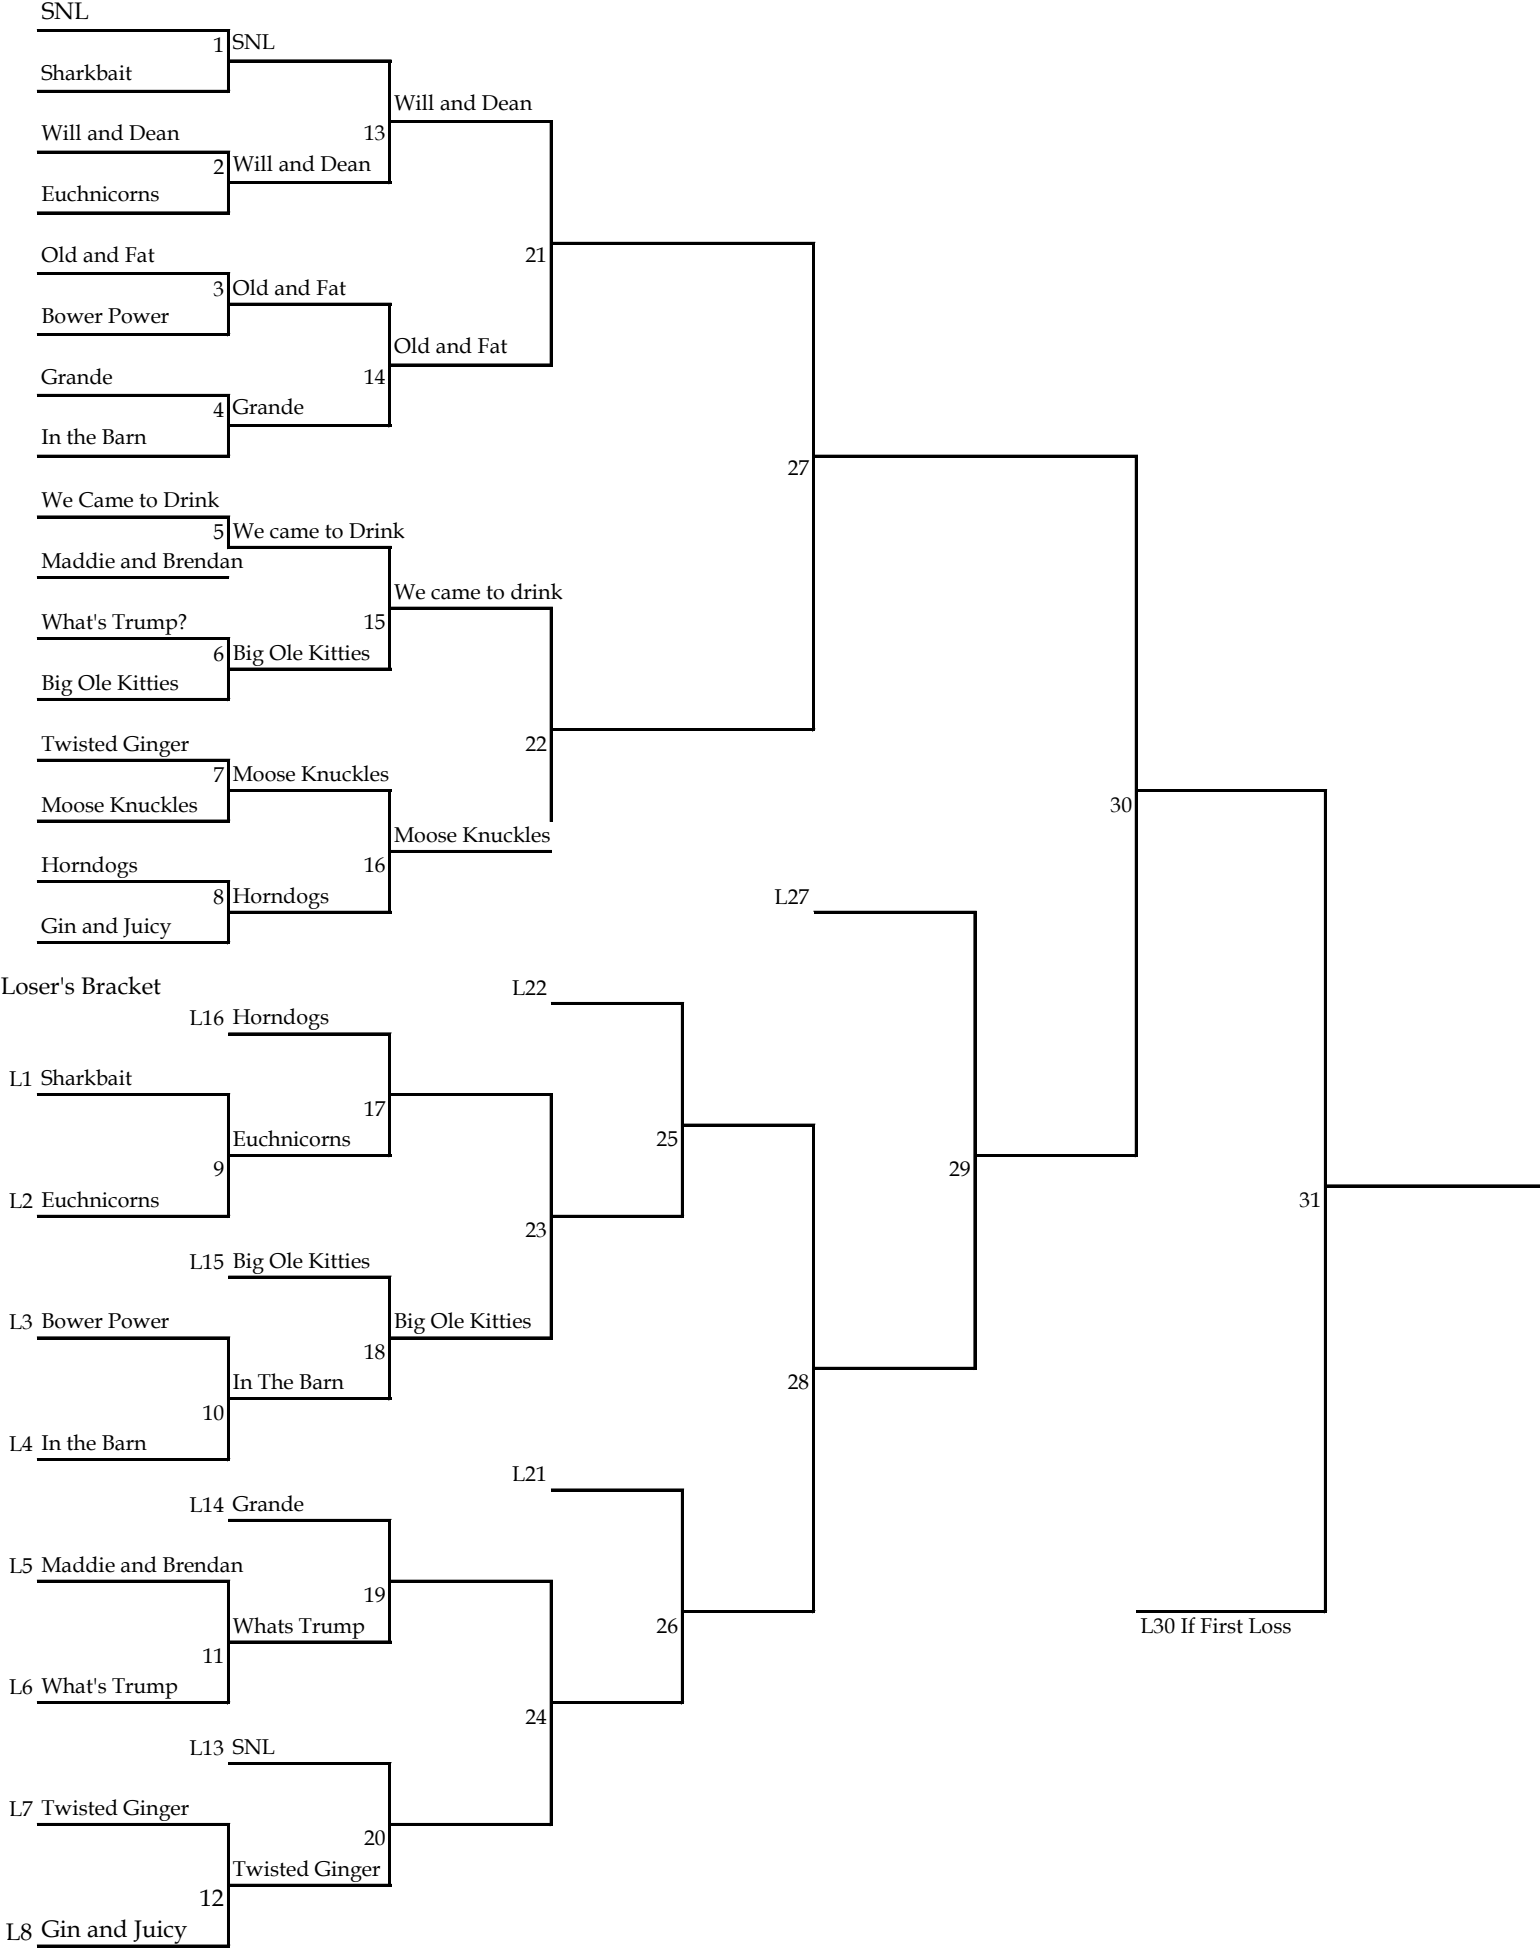 SNL
1 SNL
Sharkbait
Will and Dean
Will and Dean
13
2 Will and Dean
Euchnicorns
Old and Fat
21
3 Old and Fat
Bower Power
Old and Fat
Grande
14
4 Grande
In the Barn
27
We Came to Drink
5 We came to Drink
Maddie and Brendan
We came to drink
What's Trump?
15
6 Big Ole Kitties
Big Ole Kitties
Twisted Ginger
22
7 Moose Knuckles
Moose Knuckles
30
Moose Knuckles
Horndogs
16
8 Horndogs
L27
Gin and Juicy
Loser's Bracket
L22
L16 Horndogs
L1 Sharkbait
17
Euchnicorns
25
9
29
L2 Euchnicorns
31
23
L15 Big Ole Kitties
L3 Bower Power
Big Ole Kitties
18
In The Barn
28
10
L4 In the Barn
L21
L14 Grande
L5 Maddie and Brendan
19
Whats Trump
26
L30 If First Loss
11
L6 What's Trump
24
L13 SNL
L7 Twisted Ginger
20
Twisted Ginger
12
L8 Gin and Juicy